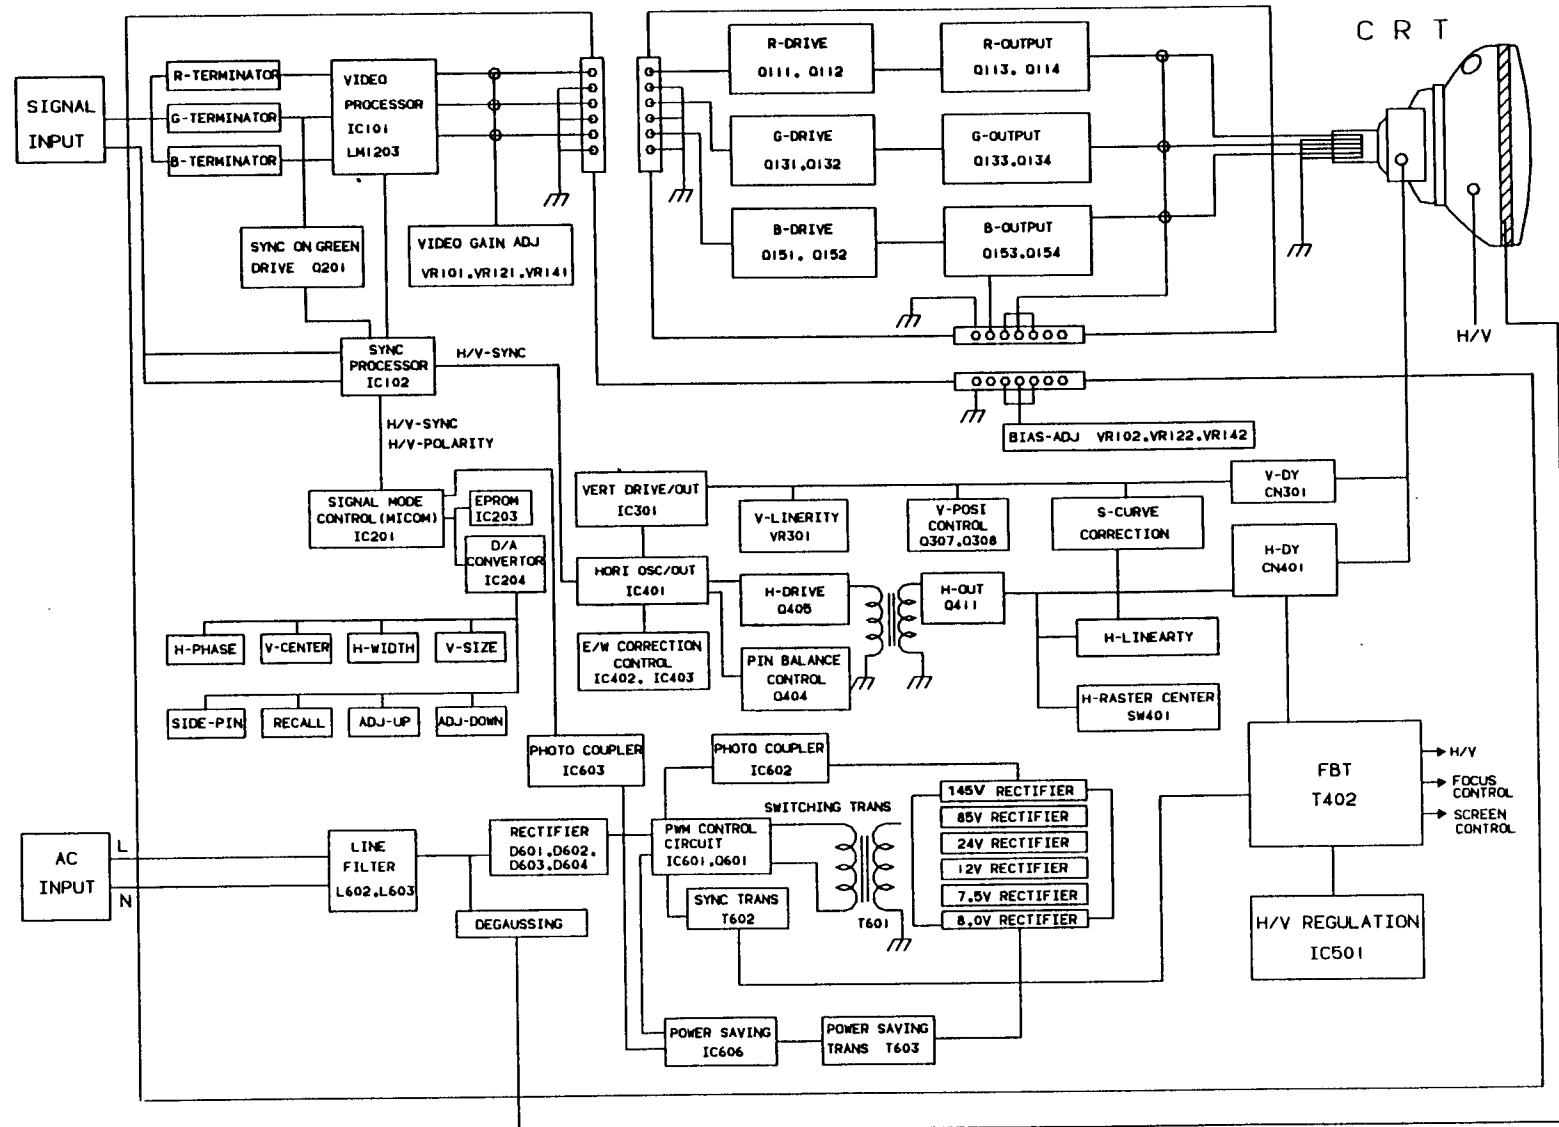 C R T
SIGNAL
INPUT
R-TERMINATOR
G-TERMINATOR
B-TERMINATOR
VIDEO
PROCESSOR
IC101
LM1203
SYNC ON GREEN
DRIVE Q201
VIDEO GAIN ADJ
VR101.VR121.VR141
R-DRIVE
Q111. Q112
R-OUTPUT
Q113. Q114
G-DRIVE
Q131.Q132
G-OUTPUT
Q133.Q134
B-DRIVE
Q151. Q152
B-OUTPUT
Q153.Q154
H/V
SYNC
PROCESSOR
IC102
H/V-SYNC
H/V-SYNC
H/V-POLARITY
BIAS-ADJ VR102.VR122.VR142
SIGNAL MODE
CONTROL(MICOM)
IC201
EPROM
IC203
D/A
CONVERTOR
IC204
VERT DRIVE/OUT
IC301
V-LINERITY
VR301
V-POSI
CONTROL
Q307.Q308
S-CURVE
CORRECTION
V-DY
CN301
H-DY
CN401
HORI OSC/OUT
IC401
H-DRIVE
Q405
H-OUT
Q411
E/W CORRECTION
CONTROL
IC402. IC403
PIN BALANCE
CONTROL
Q404
H-LINEARTY
H-RASTER CENTER
SW401
H-PHASE
V-CENTER
H-WIDTH
V-SIZE
SIDE-PIN
RECALL
ADJ-UP
ADJ-DOWN
PHOTO COUPLER
IC603
PHOTO COUPLER
IC602
FBT
T402
H/V
FOCUS
CONTROL
SCREEN
CONTROL
AC
INPUT
L
N
LINE
FILTER
L602.L603
RECTIFIER
D601.D602.
D603.D604
PWM CONTROL
CIRCUIT
IC601.Q601
SWITCHING TRANS
T601
145V RECTIFIER
85V RECTIFIER
24V RECTIFIER
12V RECTIFIER
7.5V RECTIFIER
8.0V RECTIFIER
DEGAUSSING
SYNC TRANS
T602
H/V REGULATION
IC501
POWER SAVING
IC606
POWER SAVING
TRANS T603